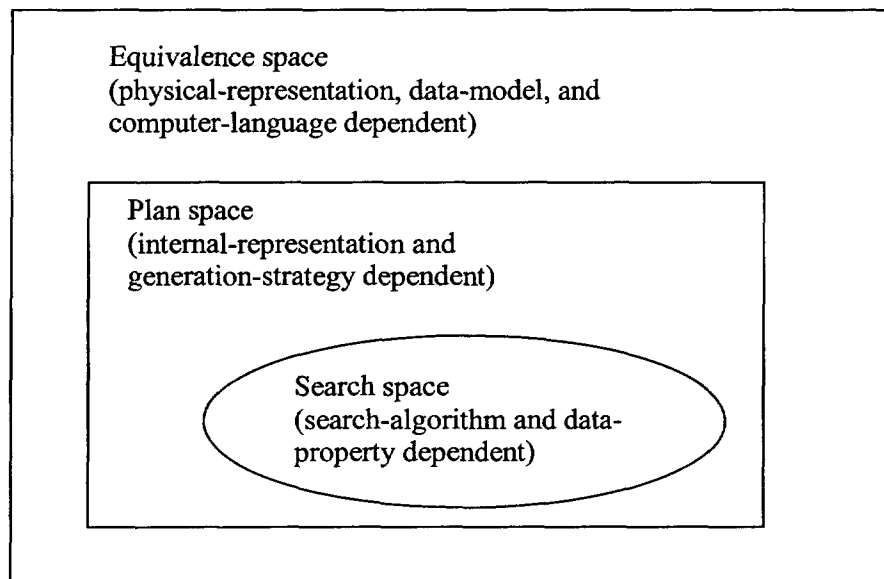 Equivalence space
(physical-representation, data-model, and
computer-language dependent)
Plan space
(internal-representation and
generation-strategy dependent)
Search space
(search-algorithm and data-
property dependent)